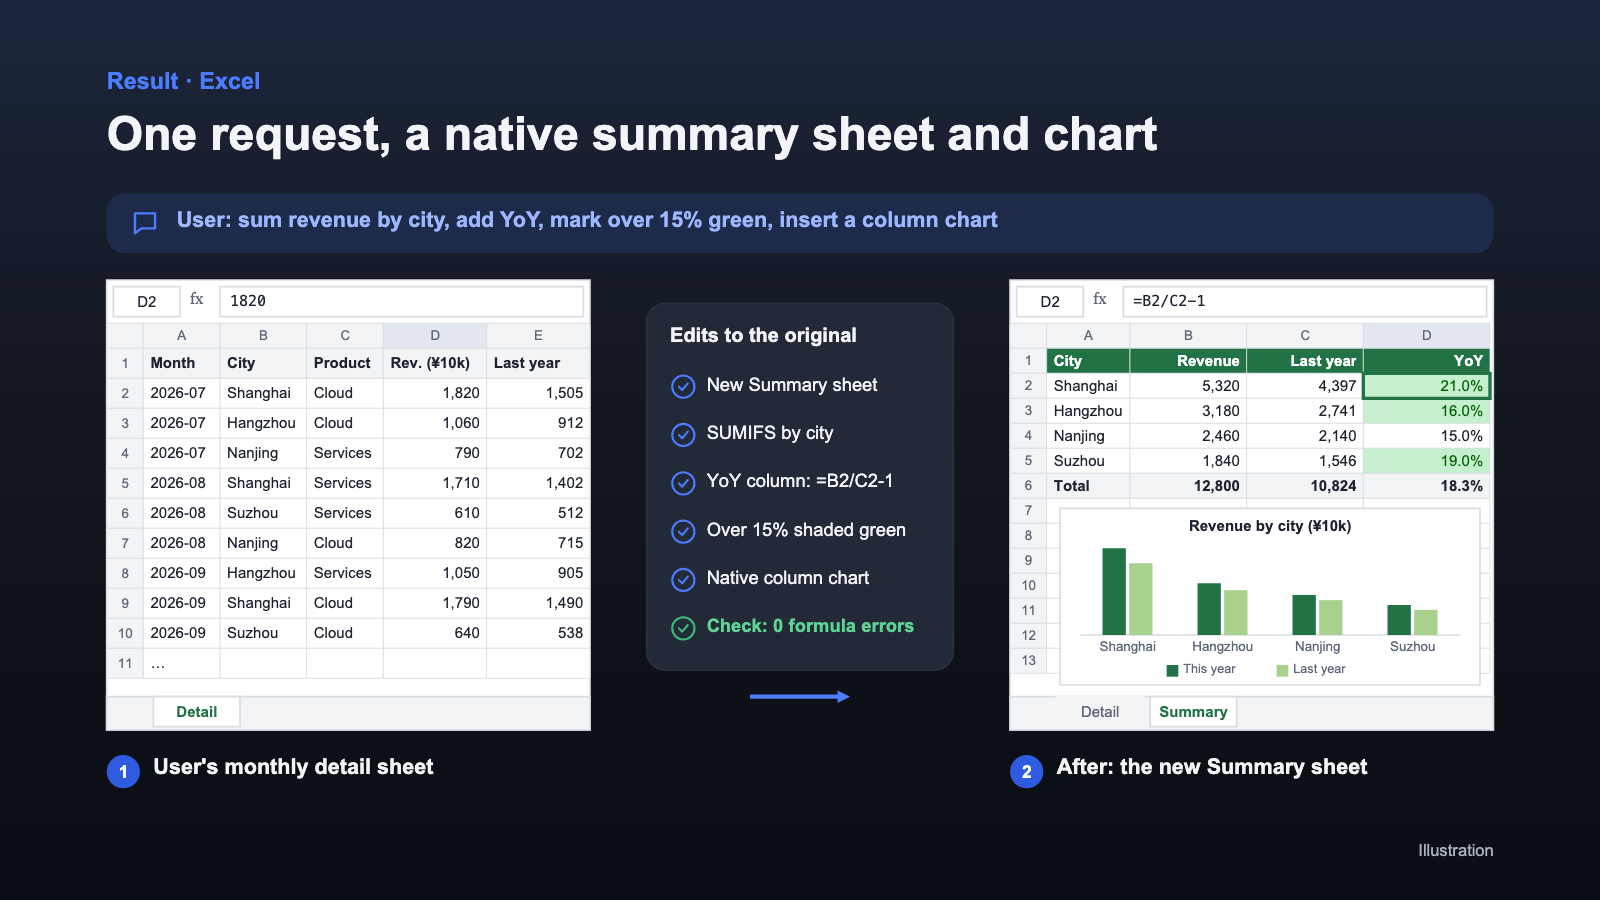 Result · Excel
One request, a native summary sheet and chart
User: sum revenue by city, add YoY, mark over 15% green, insert a column chart
D2 fx 1820
A B C D E
1 Month City Product Rev. (¥10k) Last year
2 2026-07 Shanghai Cloud 1,820 1,505
3 2026-07 Hangzhou Cloud 1,060 912
4 2026-07 Nanjing Services 790 702
5 2026-08 Shanghai Services 1,710 1,402
6 2026-08 Suzhou Services 610 512
7 2026-08 Nanjing Cloud 820 715
8 2026-09 Hangzhou Services 1,050 905
9 2026-09 Shanghai Cloud 1,790 1,490
10 2026-09 Suzhou Cloud 640 538
11 ...
Detail
1 User's monthly detail sheet
Edits to the original
New Summary sheet
SUMIFS by city
YoY column: =B2/C2-1
Over 15% shaded green
Native column chart
Check: 0 formula errors
D2 fx =B2/C2−1
A B C D
1 City Revenue Last year YoY
2 Shanghai 5,320 4,397 21.0%
3 Hangzhou 3,180 2,741 16.0%
4 Nanjing 2,460 2,140 15.0%
5 Suzhou 1,840 1,546 19.0%
6 Total 12,800 10,824 18.3%
7
8
9
10
11
12
13
Revenue by city (¥10k)
Shanghai Hangzhou Nanjing Suzhou
This year Last year
Detail Summary
2 After: the new Summary sheet
Illustration